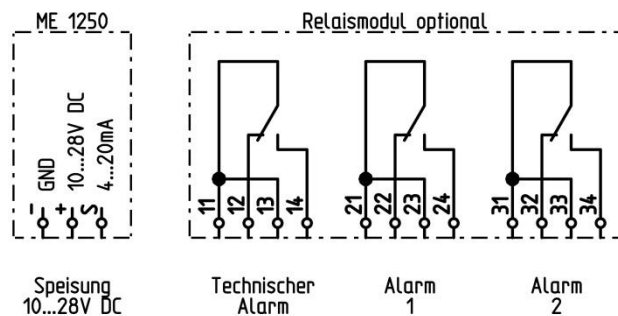 ME 1250
Relaismodul optional
GND
10...28V DC
4...20mA
- + S
11 12 13 14
21 22 23 24
31 32 33 34
Speisung
10...28V DC
Technischer
Alarm
Alarm
1
Alarm
2